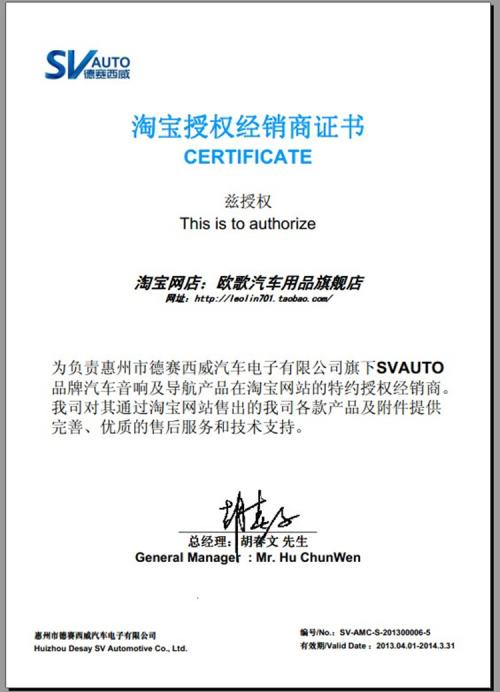 SV AUTO
德赛西威
淘宝授权经销商证书
CERTIFICATE
兹授权
This is to authorize
淘宝网店：欧歌汽车用品旗舰店
网址：http://leolin701.taobao.com/
为负责惠州市德赛西威汽车电子有限公司旗下SVAUTO
品牌汽车音响及导航产品在淘宝网站的特约授权经销商。
我司对其通过淘宝网站售出的我司各款产品及附件提供
完善、优质的售后服务和技术支持。
总经理：胡春文 先生
General Manager : Mr. Hu ChunWen
惠州市德赛西威汽车电子有限公司
Huizhou Desay SV Automotive Co., Ltd.
编号/No.: SV-AMC-S-201300006-5
有效期/Valid Date : 2013.04.01-2014.3.31